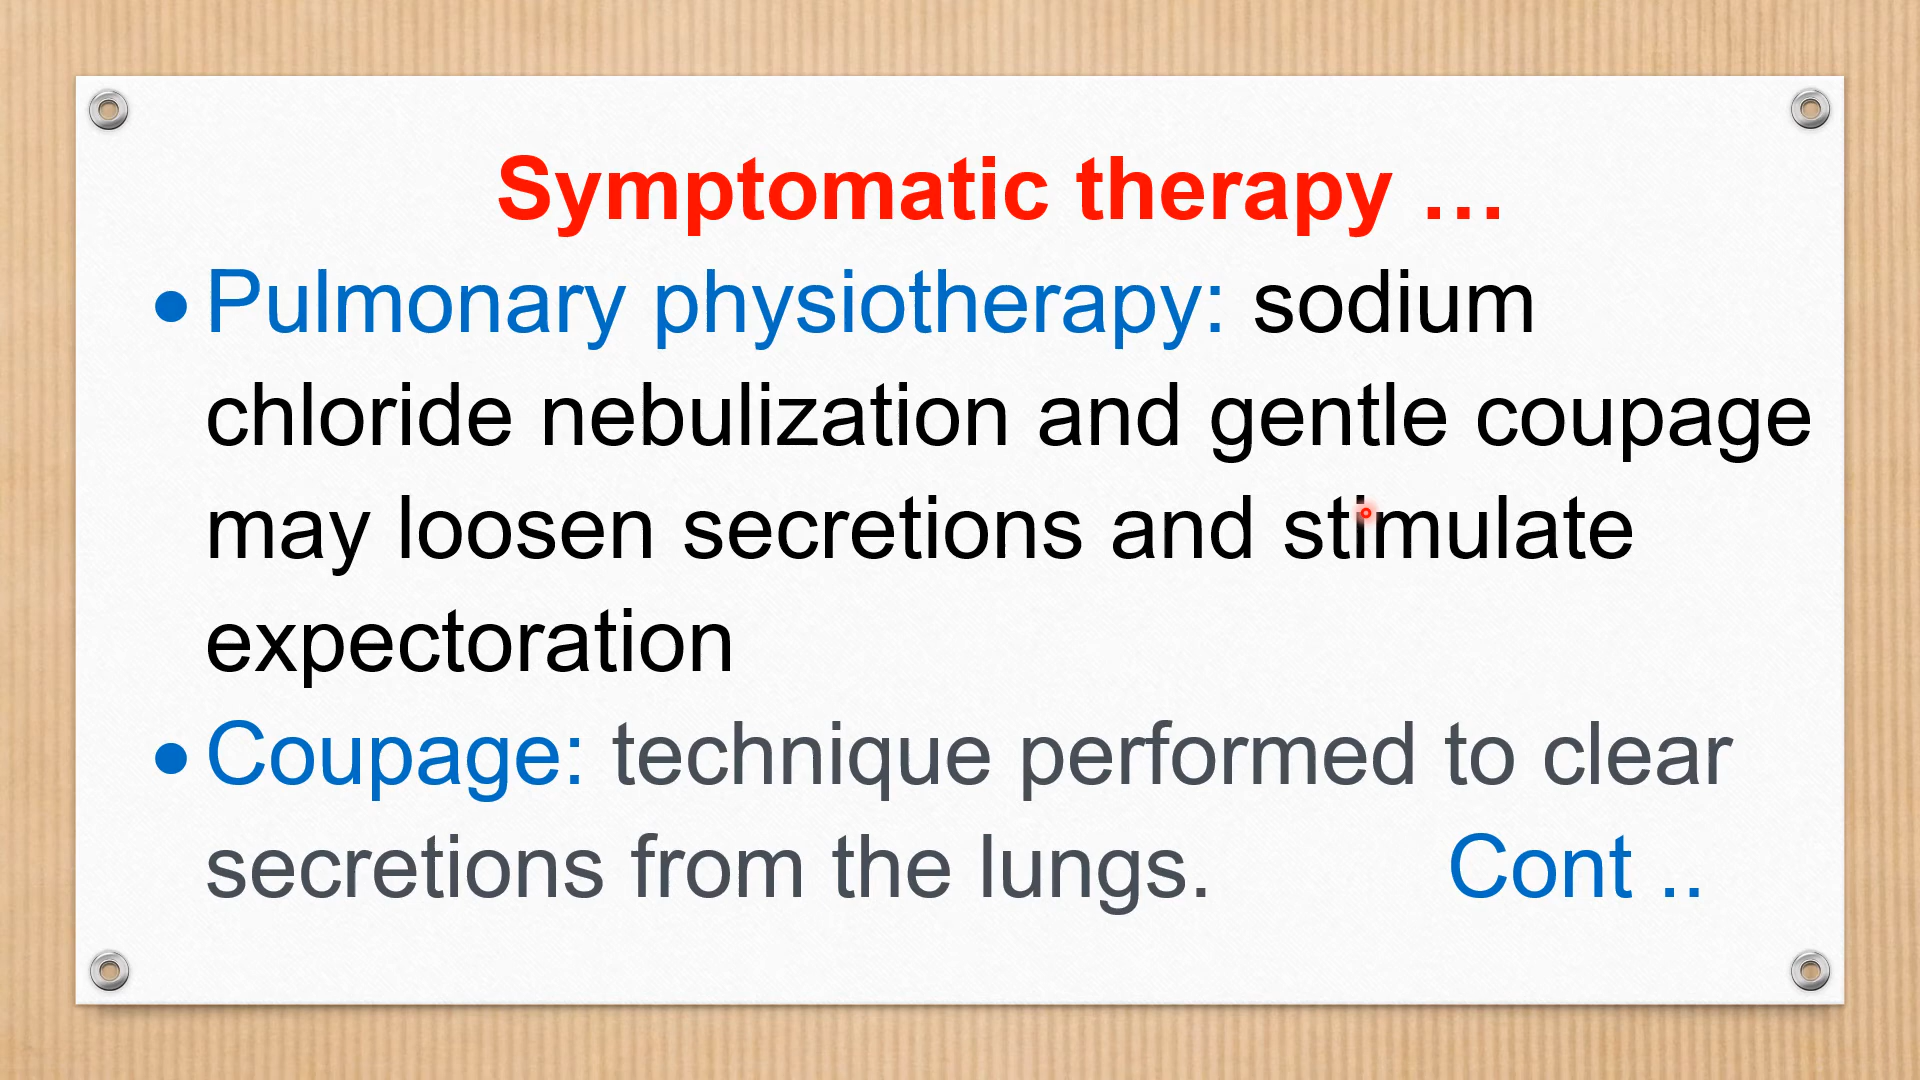 Symptomatic therapy …
•Pulmonary physiotherapy: sodium
chloride nebulization and gentle coupage
may loosen secretions and stimulate
expectoration
•Coupage: technique performed to clear
secretions from the lungs. Cont ..